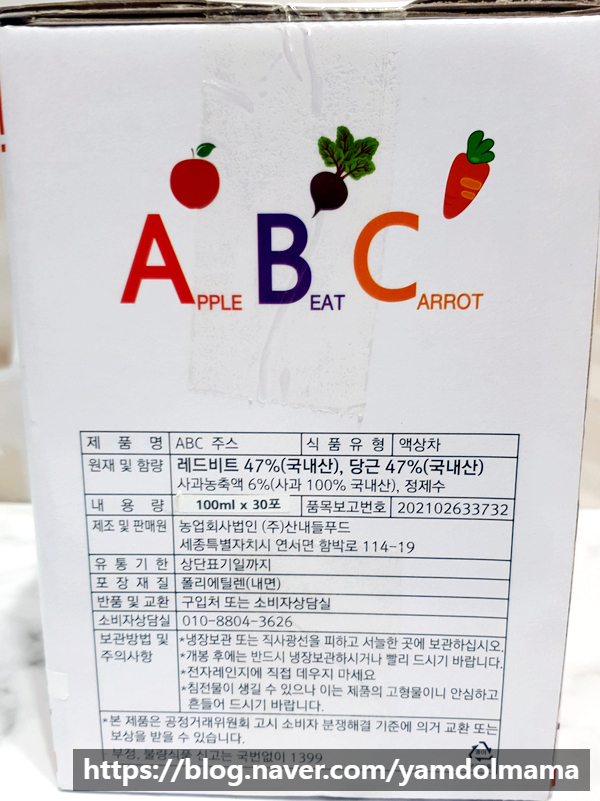 APPLE BEAT CARROT
제 품 명 ABC 주스 식 품 유 형 액상차
원재 및 함량 레드비트 47%(국내산), 당근 47%(국내산)
사과농축액 6%(사과 100% 국내산), 정제수
내 용 량 100ml x 30포 품목보고번호 202102633732
제조 및 판매원 농업회사법인 (주)산내들푸드
세종특별자치시 연서면 함박로 114-19
유 통 기 한 상단표기일까지
포 장 재 질 폴리에틸렌(내면)
반품 및 교환 구입처 또는 소비자상담실
소비자상담실 010-8804-3626
보관방법 및 *냉장보관 또는 직사광선을 피하고 서늘한 곳에 보관하십시오.
주의사항 *개봉 후에는 반드시 냉장보관하시거나 빨리 드시기 바랍니다.
*전자레인지에 직접 데우지 마세요
*침전물이 생길 수 있으나 이는 제품의 고형물이니 안심하고
흔들어 드시기 바랍니다.
*본 제품은 공정거래위원회 고시 소비자 분쟁해결 기준에 의거 교환 또는
보상을 받을 수 있습니다.
- 부정, 불량식품 신고는 국번없이 1399
https://blog.naver.com/yamdolmama